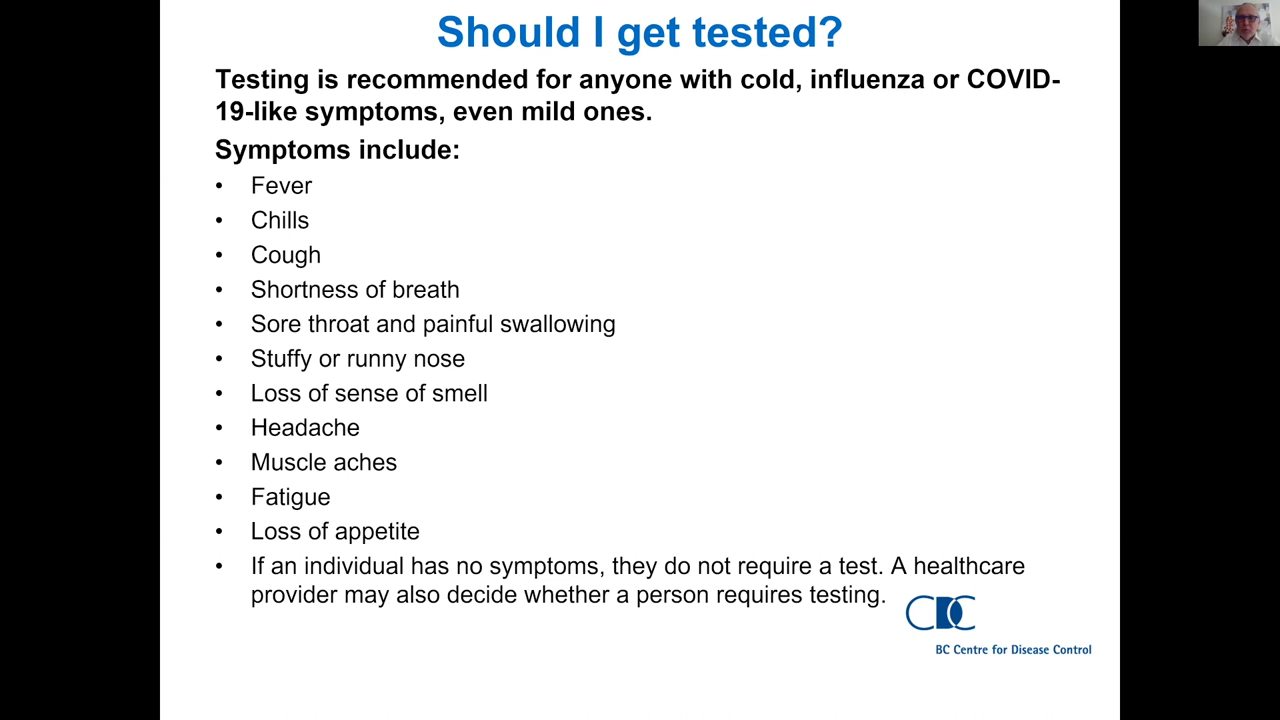 Should I get tested?
Testing is recommended for anyone with cold, influenza or COVID-
19-like symptoms, even mild ones.
Symptoms include:
• Fever
• Chills
• Cough
• Shortness of breath
• Sore throat and painful swallowing
• Stuffy or runny nose
• Loss of sense of smell
• Headache
• Muscle aches
• Fatigue
• Loss of appetite
• If an individual has no symptoms, they do not require a test. A healthcare
provider may also decide whether a person requires testing.
CDC
BC Centre for Disease Control